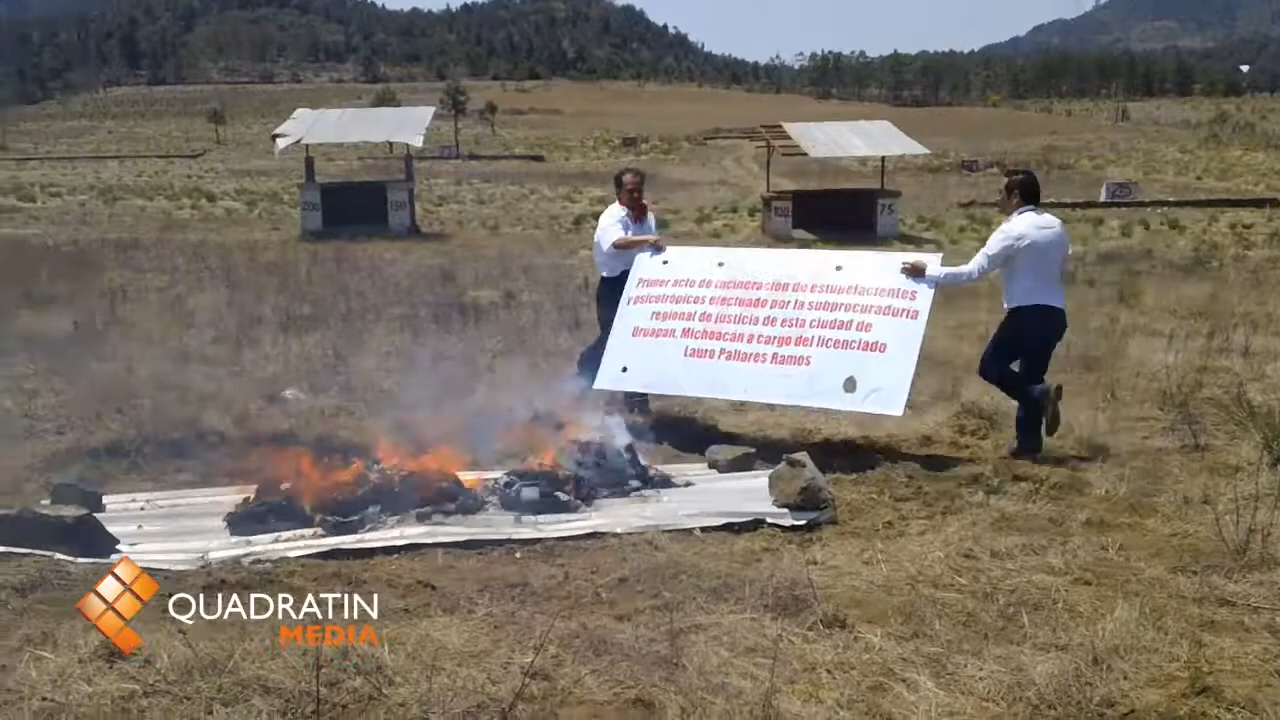 200
150
100
75
Primer acto de incineración de estupefacientes
y psicotrópicos efectuado por la subprocuraduría
regional de justicia de esta ciudad de
Uruapan, Michoacán a cargo del licenciado
Lauro Pallares Ramos
QUADRATIN
MEDIA